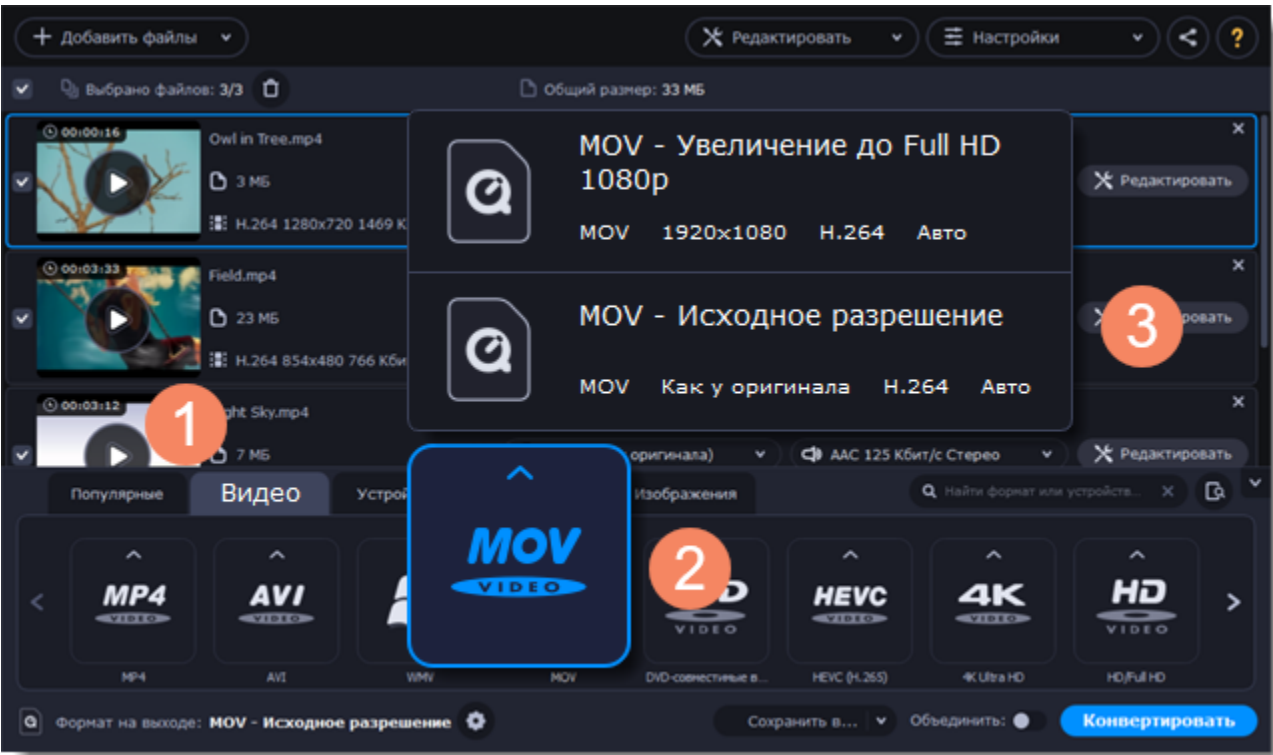 Добавить файлы
Редактировать
Настройки
?
Выбрано файлов: 3/3
Общий размер: 33 МБ
00:00:16
Owl in Tree.mp4
3 МБ
H.264 1280x720 1469 К
Редактировать
MOV - Увеличение до Full HD
1080p
MOV 1920x1080 H.264 Авто
00:03:33
Field.mp4
23 МБ
H.264 854x480 766 Кби
3
MOV - Исходное разрешение
MOV Как у оригинала H.264 Авто
00:03:12
1
ght Sky.mp4
7 МБ
оригинала)
AAC 125 Кбит/с Стерео
Редактировать
Популярные
Видео
Устрой
Изображения
Найти формат или устройств...
MP4
VIDEO
AVI
VIDEO
MOV
VIDEO
2
D
VIDEO
HEVC
VIDEO
4K
VIDEO
HD
VIDEO
MP4
AVI
WMV
MOV
DVD-совместимые в...
HEVC (H.265)
4K Ultra HD
HD/Full HD
Формат на выходе: MOV - Исходное разрешение
Сохранить в...
Объединить:
Конвертировать